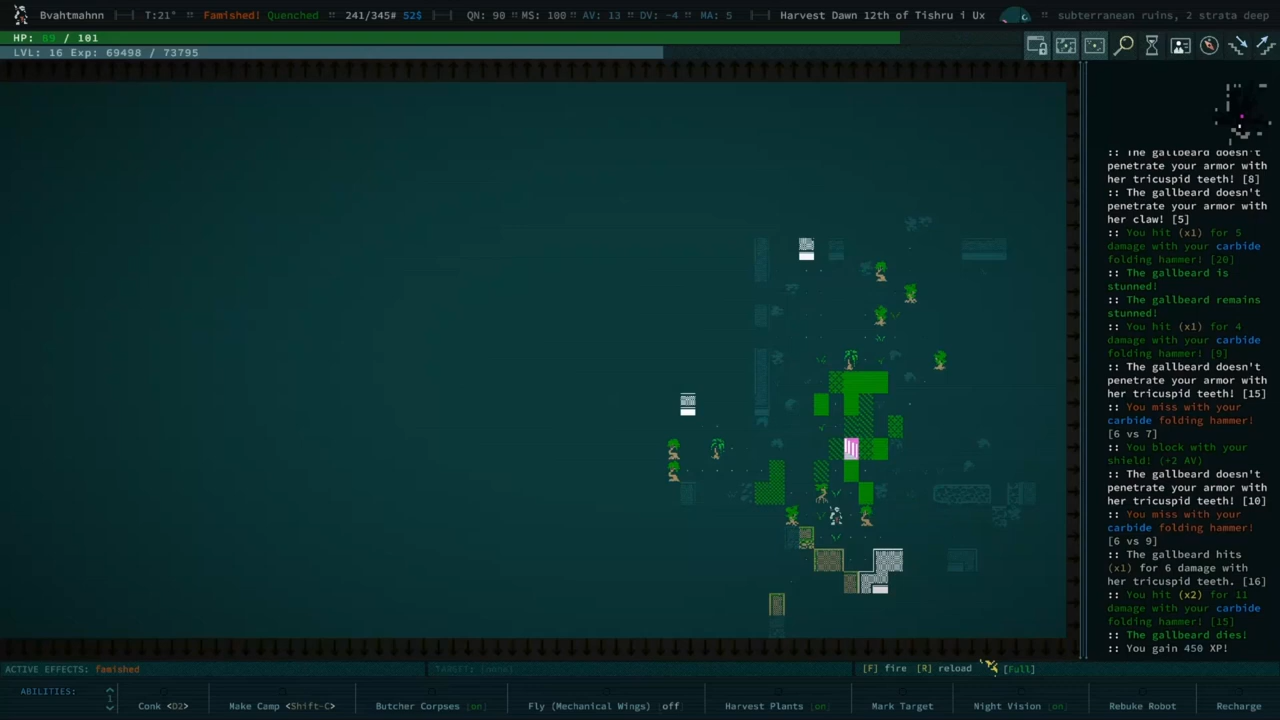 Bvahtmahn T:21° Famished! Quenched 241/345# 52$ QN: 90 MS: 100 AV: 13 DV: -4 MA: 5 Harvest Dawn 12th of Tishru i Ux subterranean ruins, 2 strata deep
HP: 89 / 101
LVL: 16 Exp: 69498 / 73795
:: The gallbeard doesn't
penetrate your armor with
her tricuspid teeth! [8]
:: The gallbeard doesn't
penetrate your armor with
her claw! [5]
:: You hit (x1) for 5
damage with your carbide
folding hammer! [20]
:: The gallbeard is
stunned!
:: The gallbeard remains
stunned!
:: You hit (x1) for 4
damage with your carbide
folding hammer! [9]
:: The gallbeard doesn't
penetrate your armor with
her tricuspid teeth! [15]
:: You miss with your
carbide folding hammer!
[6 vs 7]
:: You block with your
shield! (+2 AV)
:: The gallbeard doesn't
penetrate your armor with
her tricuspid teeth! [10]
:: You miss with your
carbide folding hammer!
[6 vs 9]
:: The gallbeard hits
(x1) for 6 damage with
her tricuspid teeth. [16]
:: You hit (x2) for 11
damage with your carbide
folding hammer! [15]
:: The gallbeard dies!
:: You gain 450 XP!
ACTIVE EFFECTS: famished TARGET: [none] [F] fire [R] reload [Full]
ABILITIES: 1 Conk <O2> Make Camp <Shift-C> Butcher Corpses [on] Fly (Mechanical Wings) off Harvest Plants [on] Mark Target Night Vision [on] Rebuke Robot Recharge